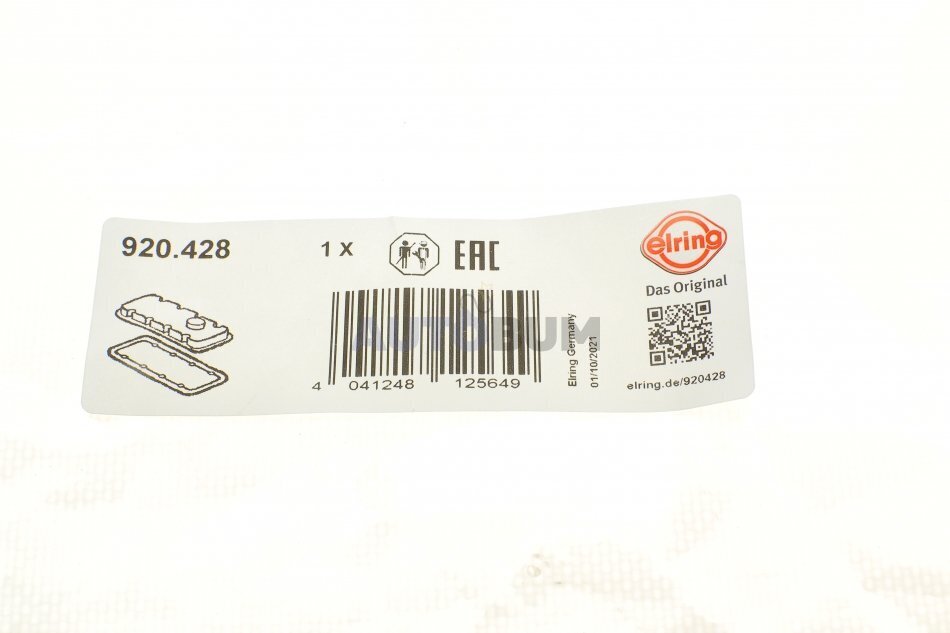 920.428
1 X
EAC
elring
Das Original
4 041248 125649
Elring Germany
01/10/2021
elring.de/920428
AUTOBUM